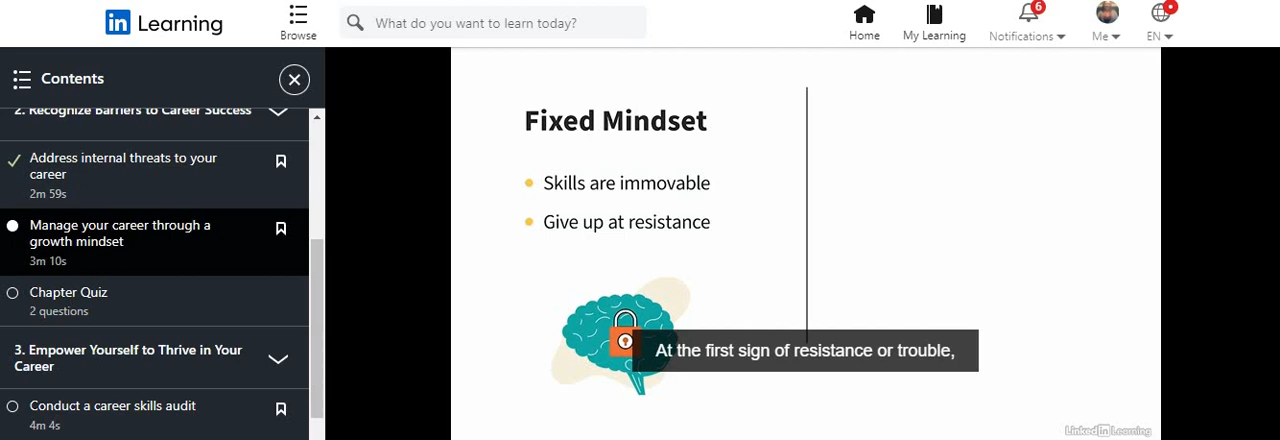 in Learning
Browse
What do you want to learn today?
Home
My Learning
6
Notifications
Me
EN
Contents
2. Recognize Barriers to Career Success
Address internal threats to your
career
2m 59s
Manage your career through a
growth mindset
3m 10s
Chapter Quiz
2 questions
3. Empower Yourself to Thrive in Your
Career
Conduct a career skills audit
4m 4s
Fixed Mindset
Skills are immovable
Give up at resistance
At the first sign of resistance or trouble,
Linked in Learning